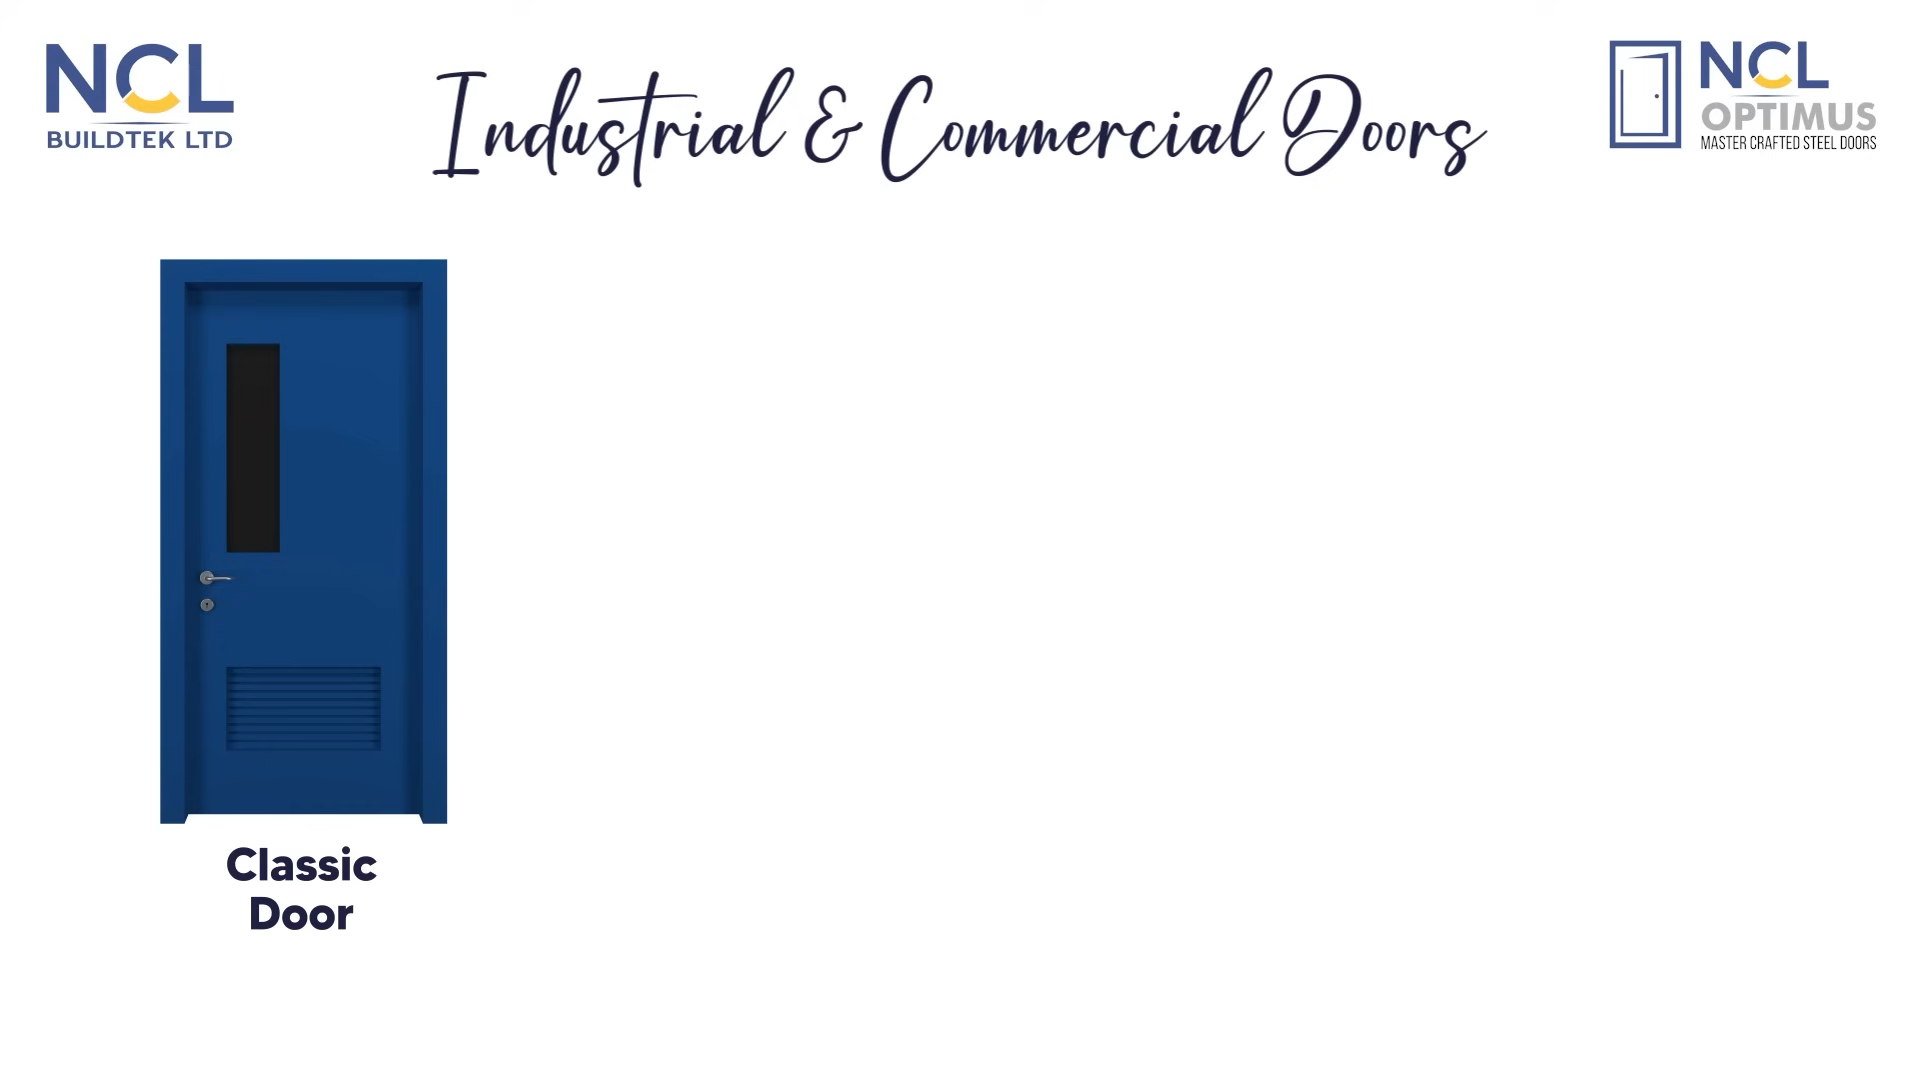 NCL
BUILDTEK LTD
Industrial & Commercial Doors
NCL
OPTIMUS
MASTER CRAFTED STEEL DOORS
Classic
Door